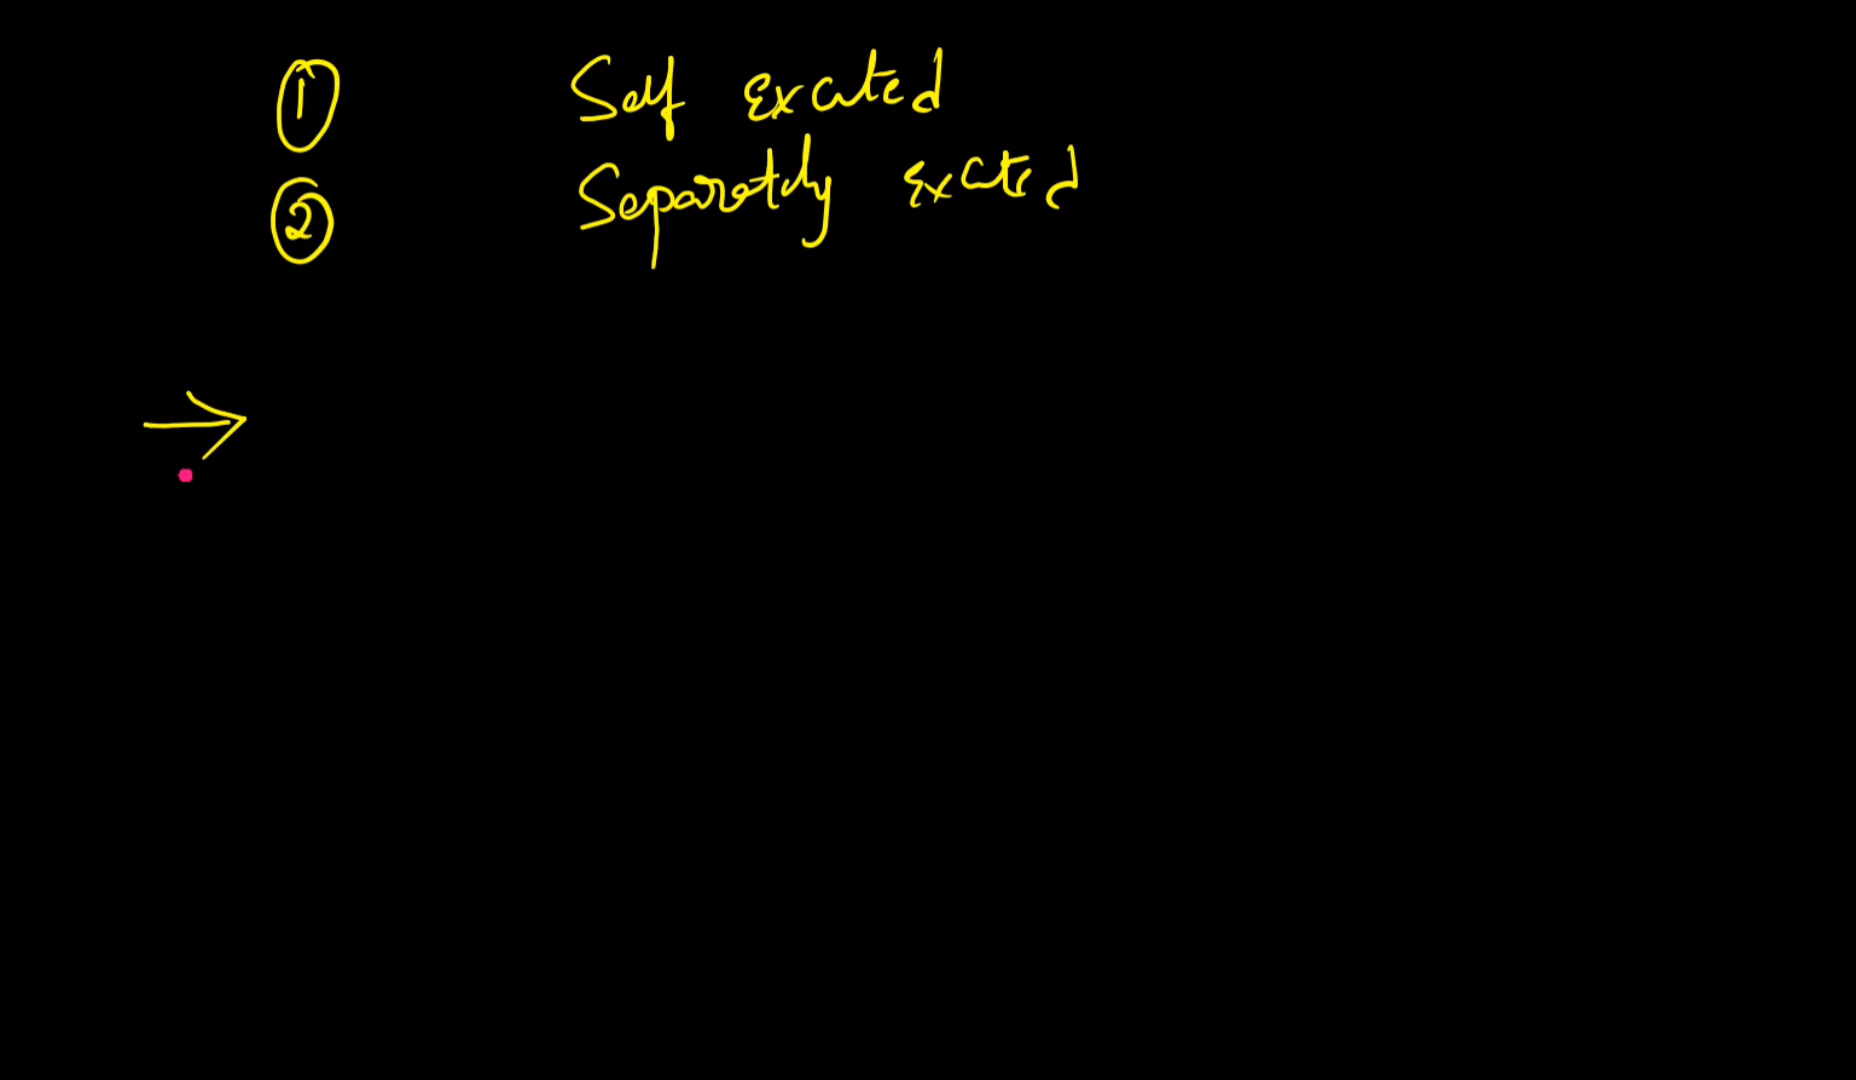 ① Self excited
② Separately excited
→